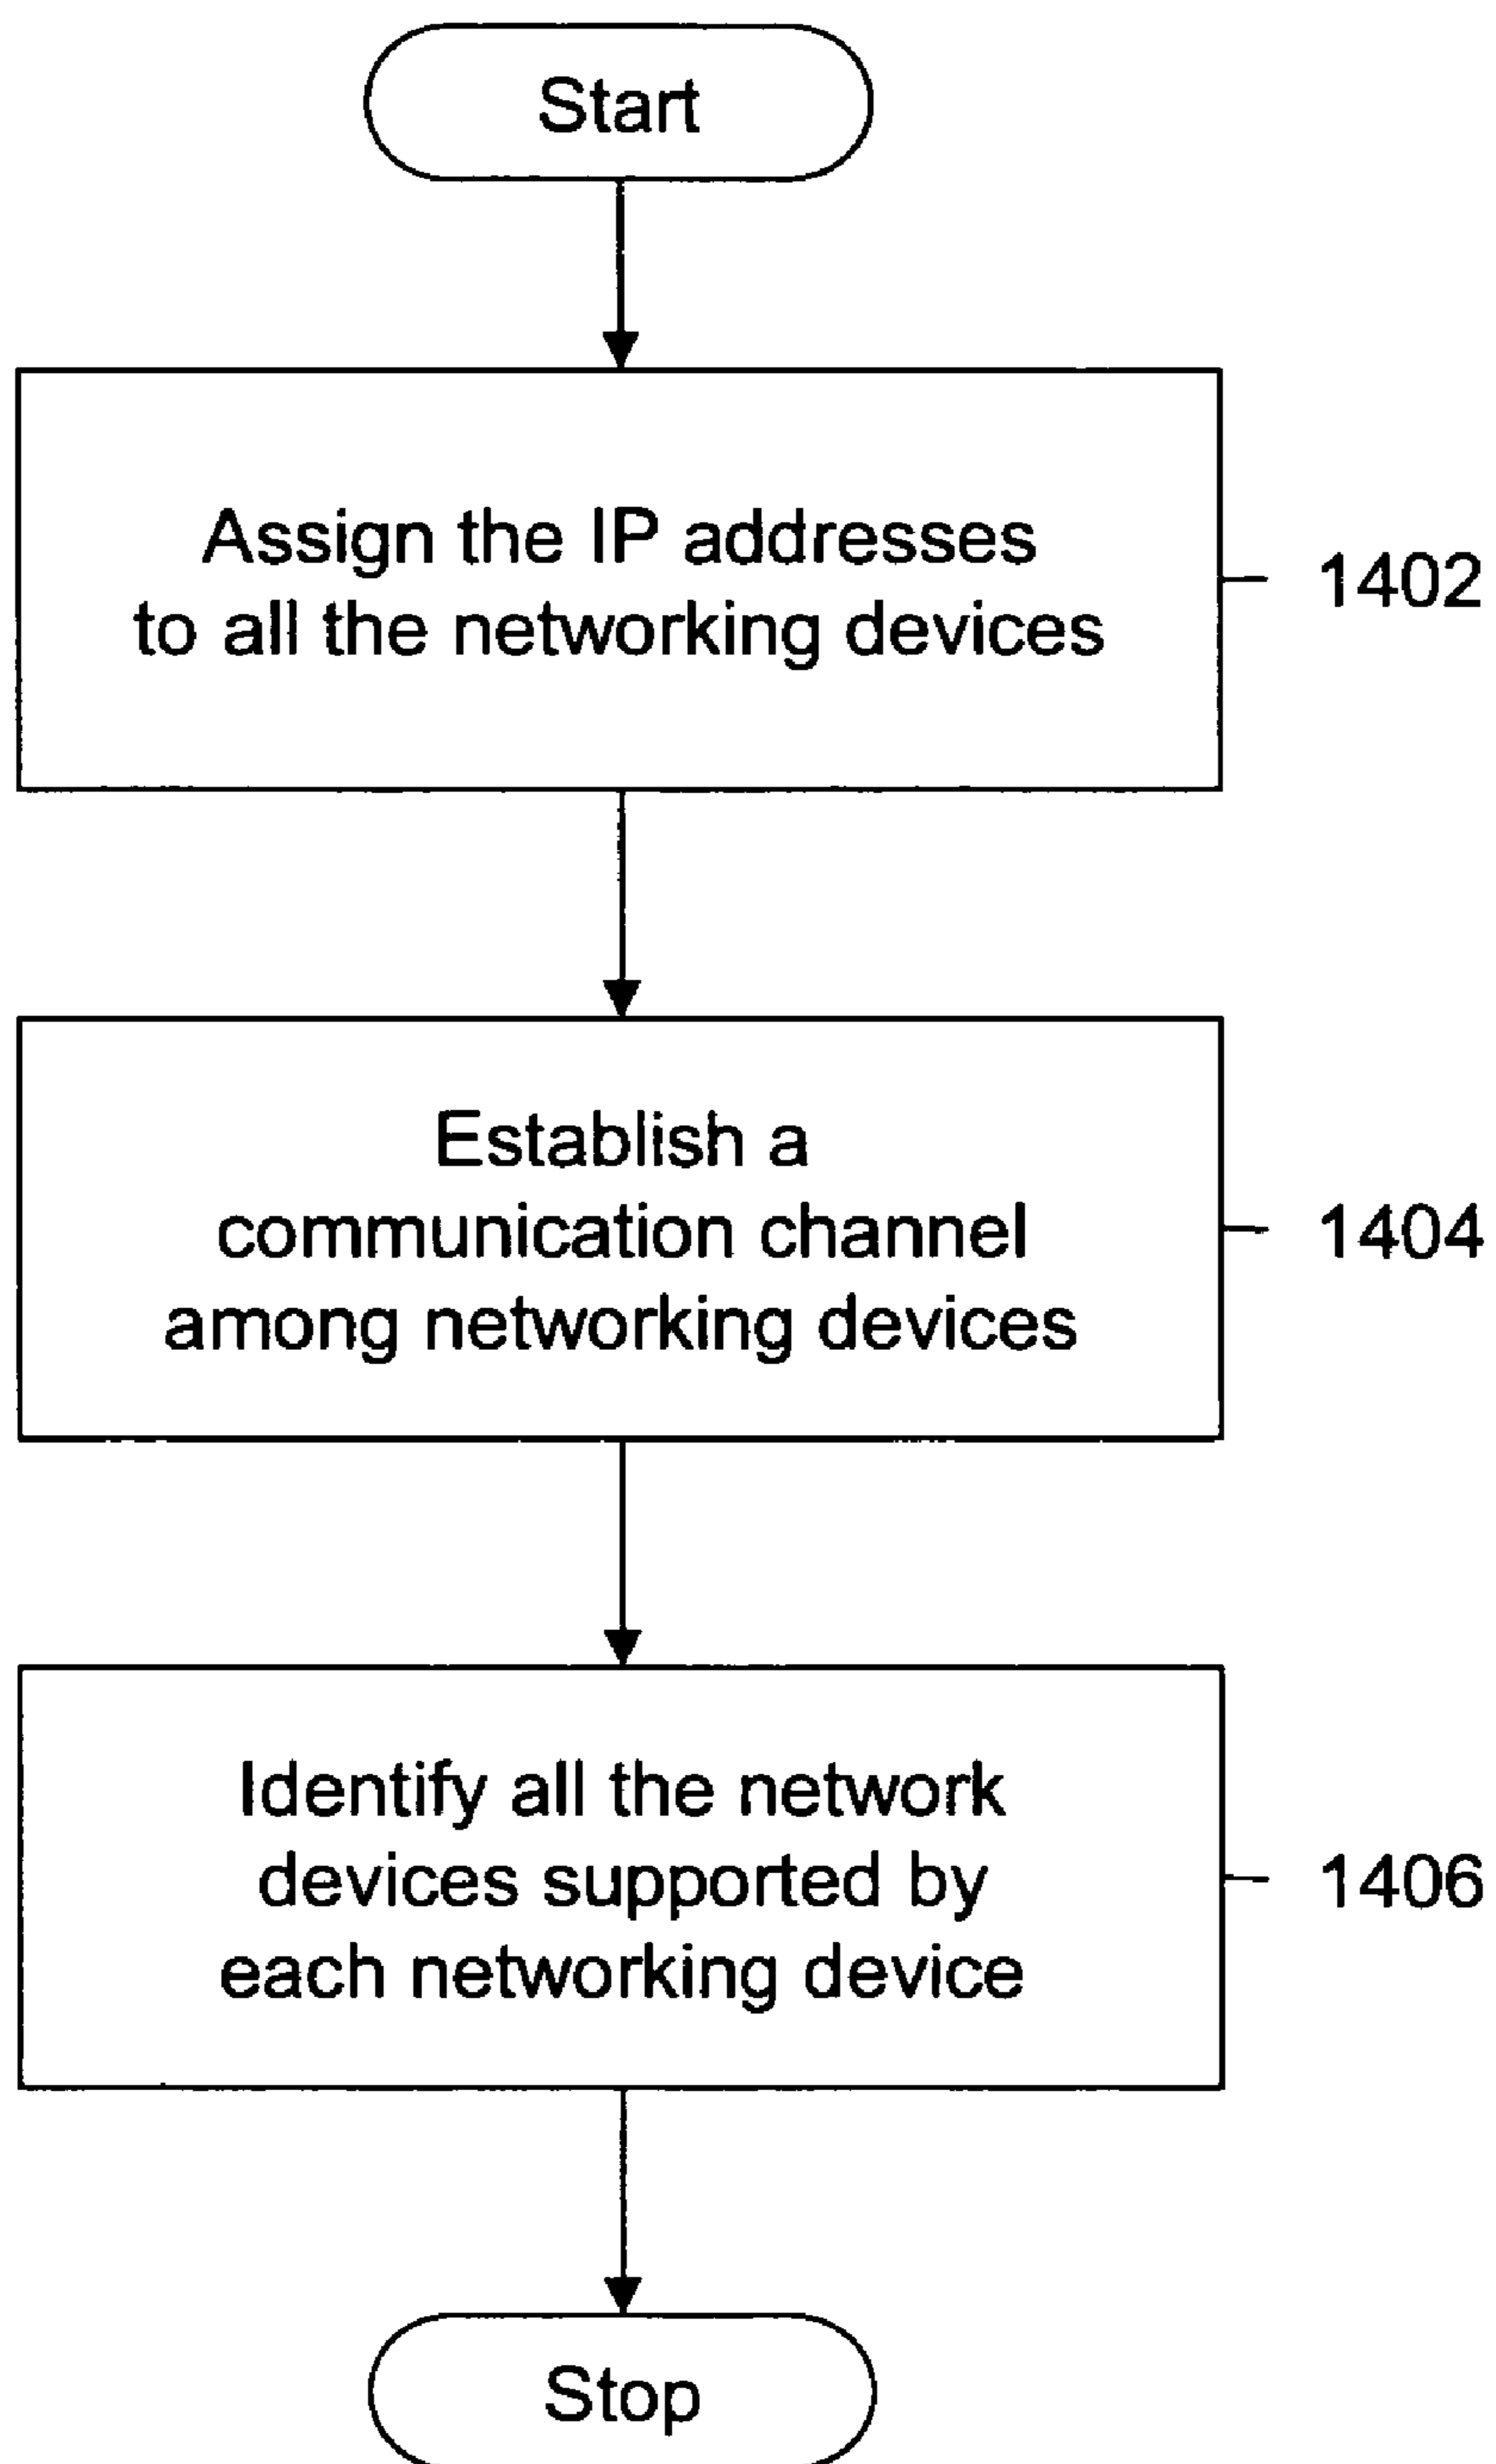 Start
Assign the IP addresses
to all the networking devices
1402
Establish a
communication channel
among networking devices
1404
Identify all the network
devices supported by
each networking device
1406
Stop